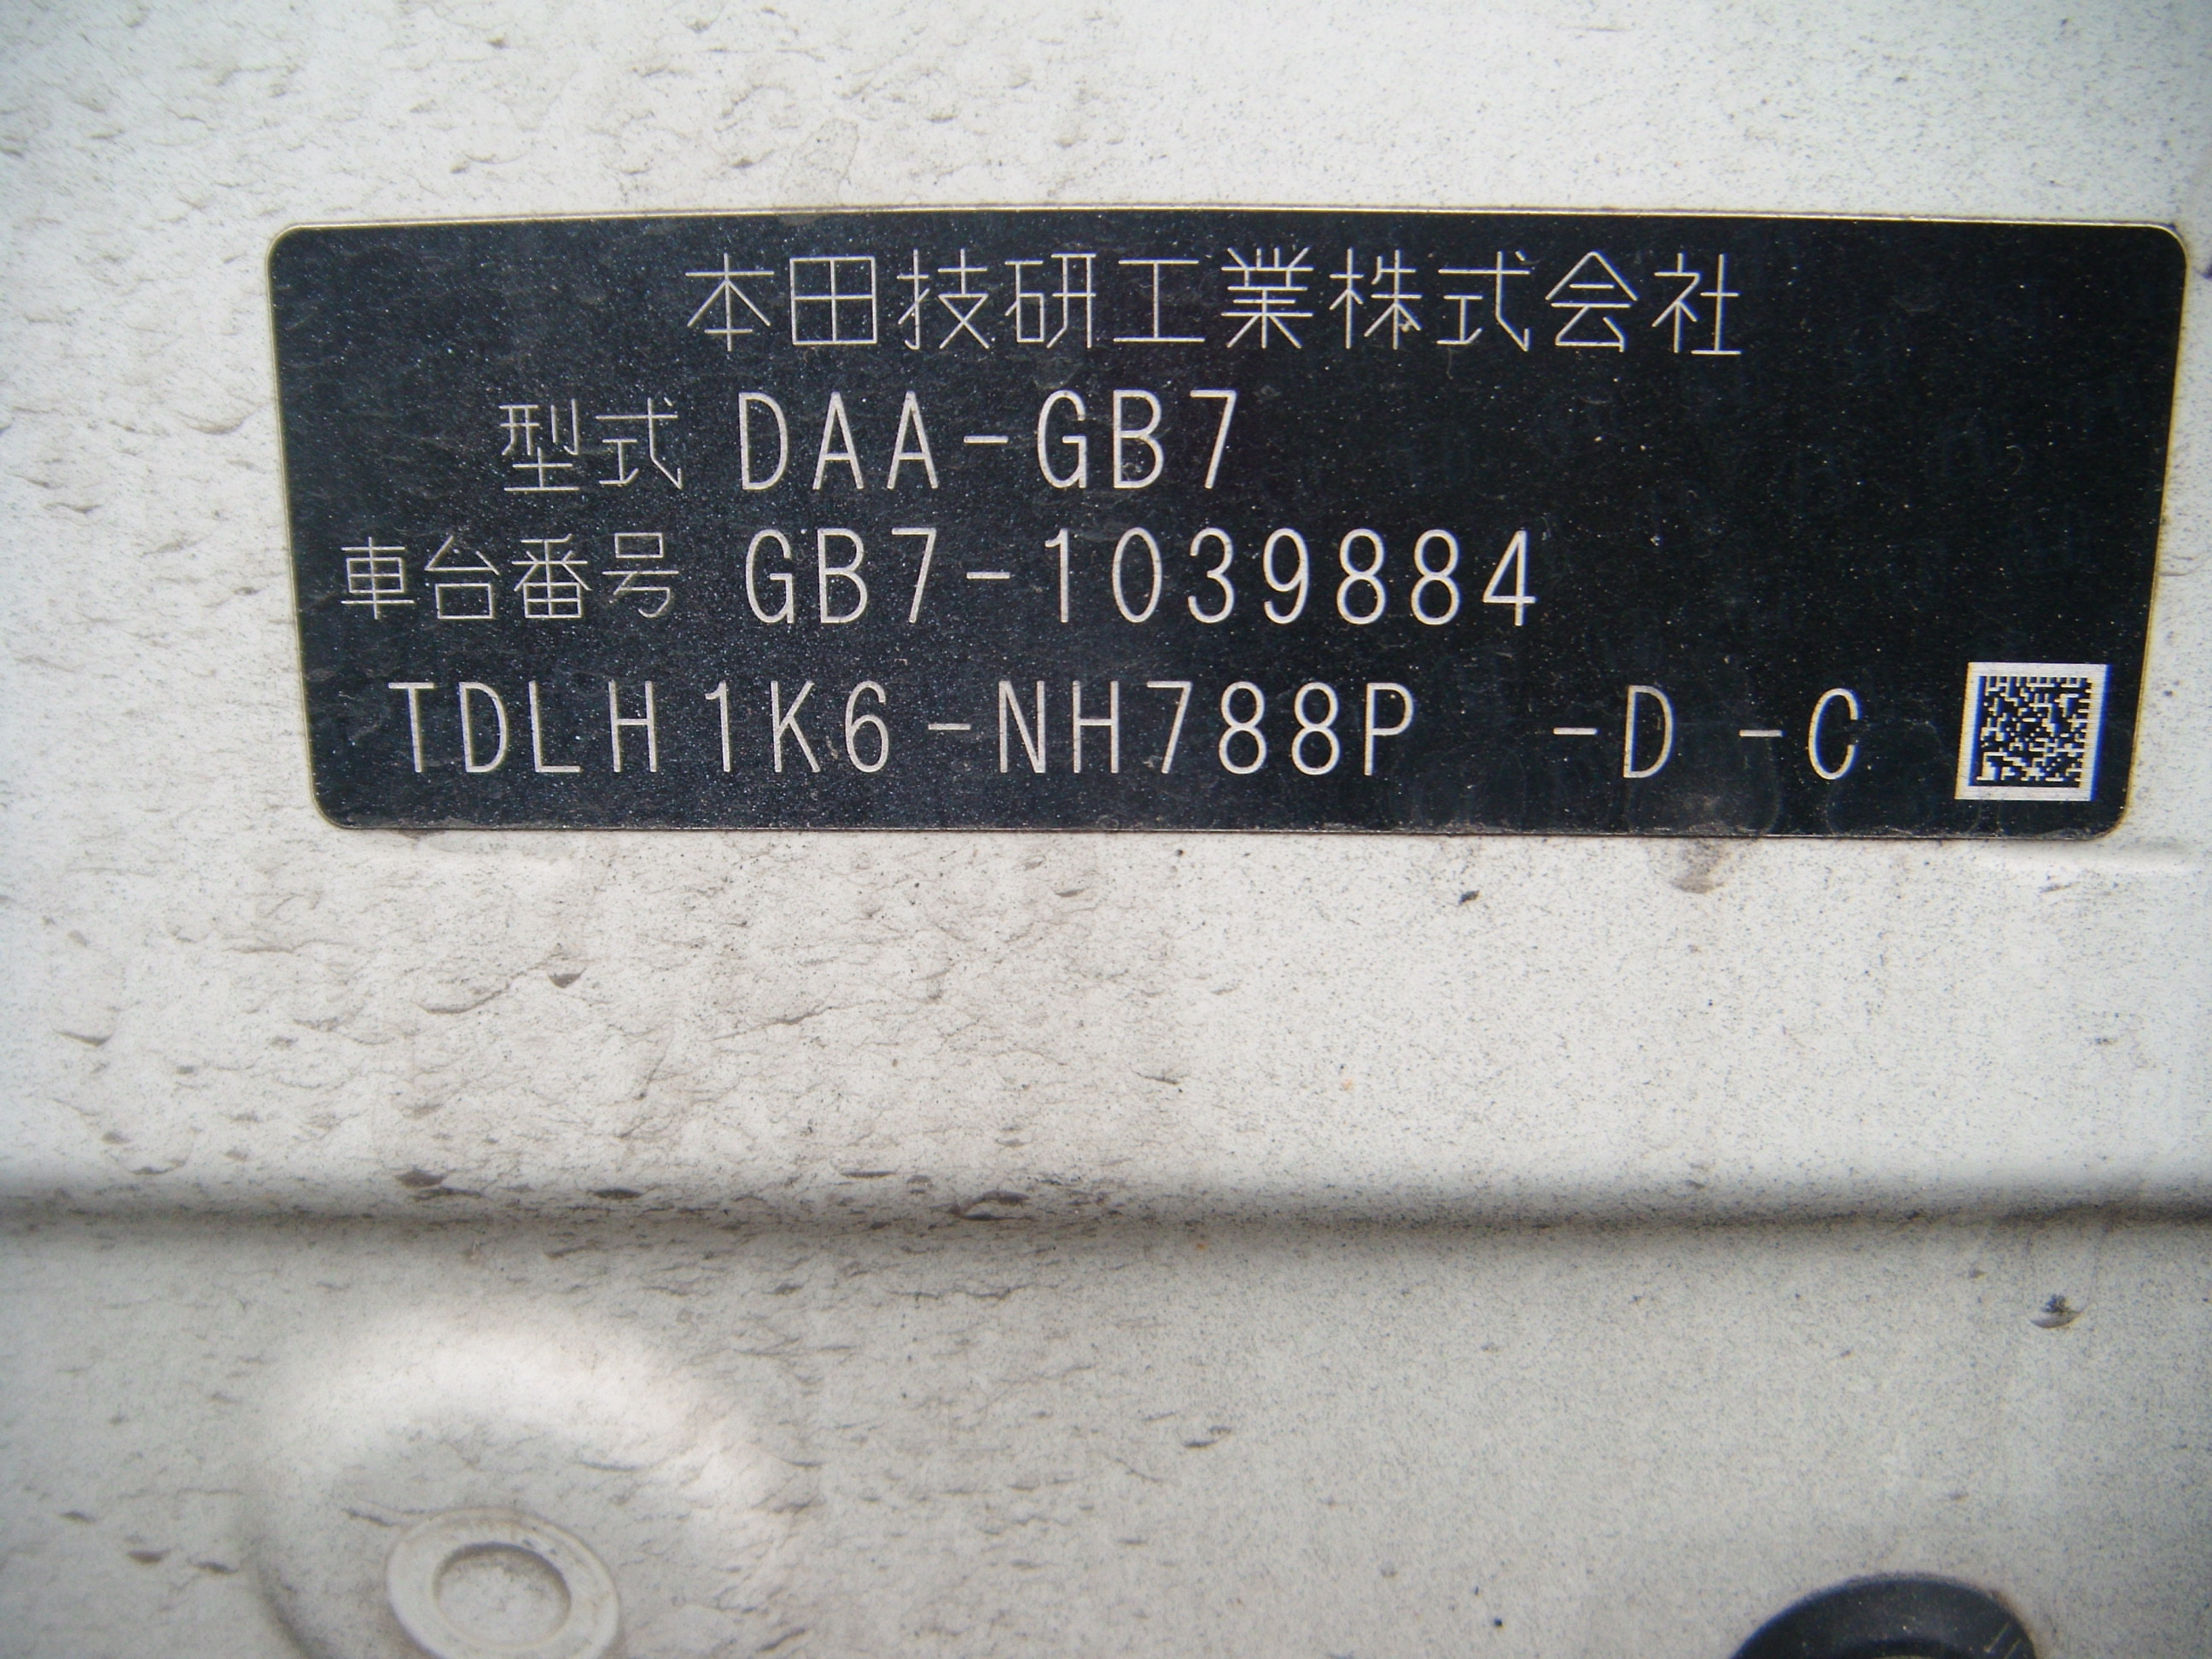 本田技研工業株式会社
型式 DAA-GB7
車台番号 GB7-1039884
TDLH1K6-NH788P -D -C